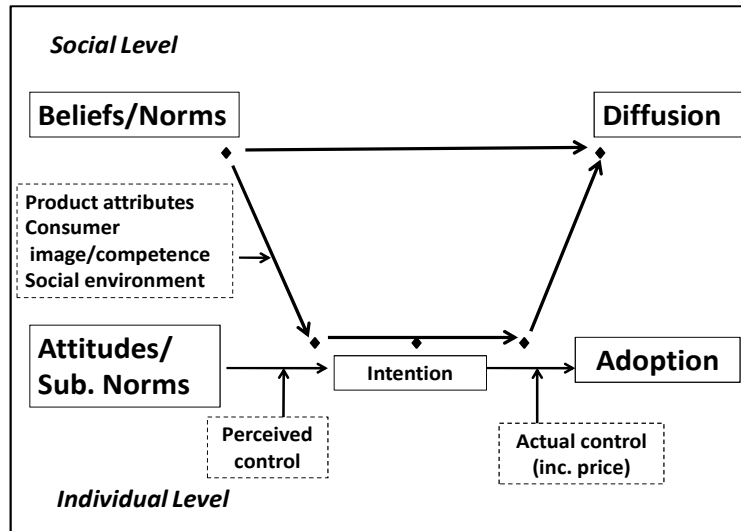 Social Level
Beliefs/Norms
Diffusion
Product attributes
Consumer
image/competence
Social environment
Attitudes/
Sub. Norms
Intention
Adoption
Perceived
control
Actual control
(inc. price)
Individual Level